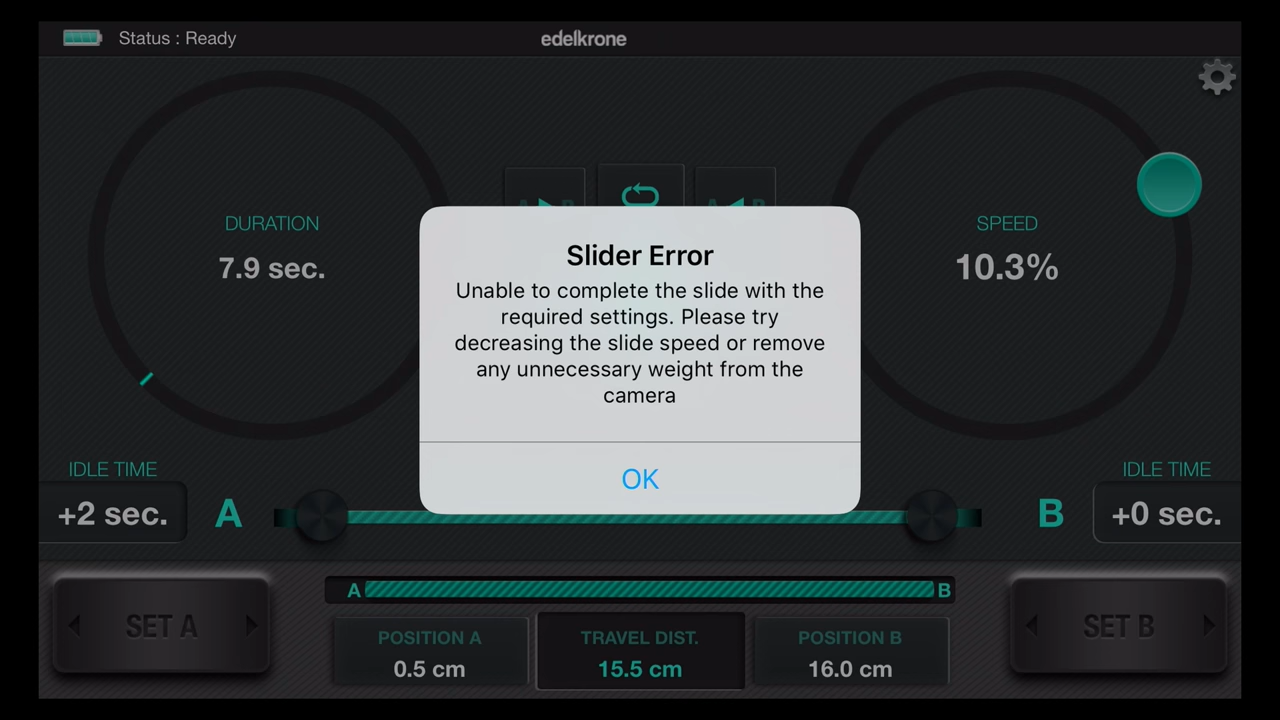 Status : Ready
edelkrone
DURATION
7.9 sec.
SPEED
10.3%
Slider Error
Unable to complete the slide with the
required settings. Please try
decreasing the slide speed or remove
any unnecessary weight from the
camera
OK
IDLE TIME
+2 sec.
A
B
IDLE TIME
+0 sec.
A
B
SET A
POSITION A
0.5 cm
TRAVEL DIST.
15.5 cm
POSITION B
16.0 cm
SET B